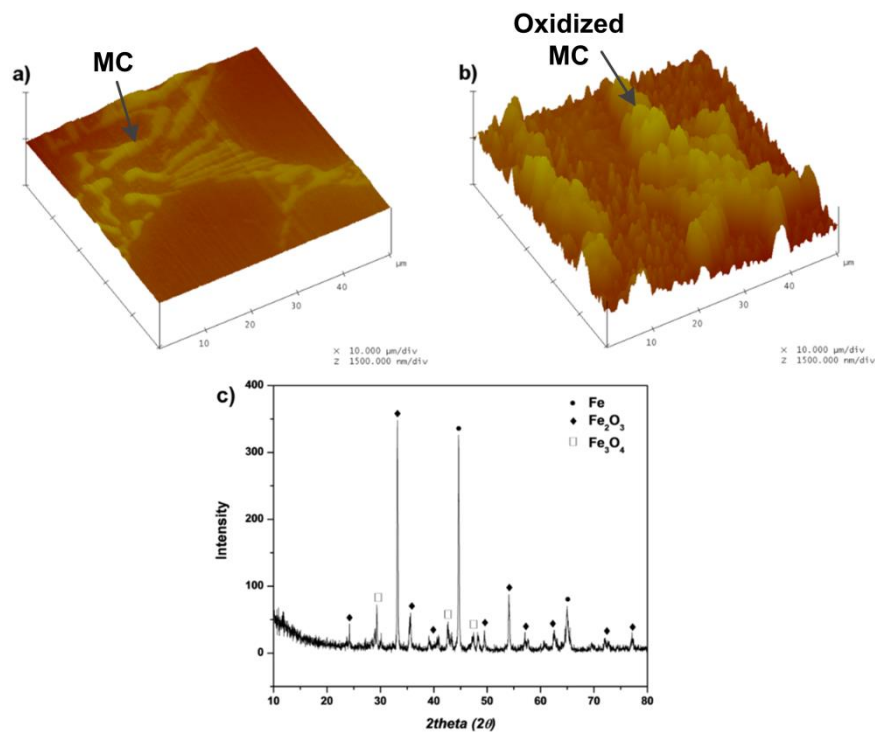 a)
MC
μm
10
20
30
40
X 10.000 μm/div
Z 1500.000 nm/div
Oxidized
MC
b)
μm
10
20
30
40
X 10.000 μm/div
Z 1500.000 nm/div
c)
400
300
200
100
0
Intensity
Fe
Fe₂O₃
Fe₃O₄
10 20 30 40 50 60 70 80
2theta (2θ)